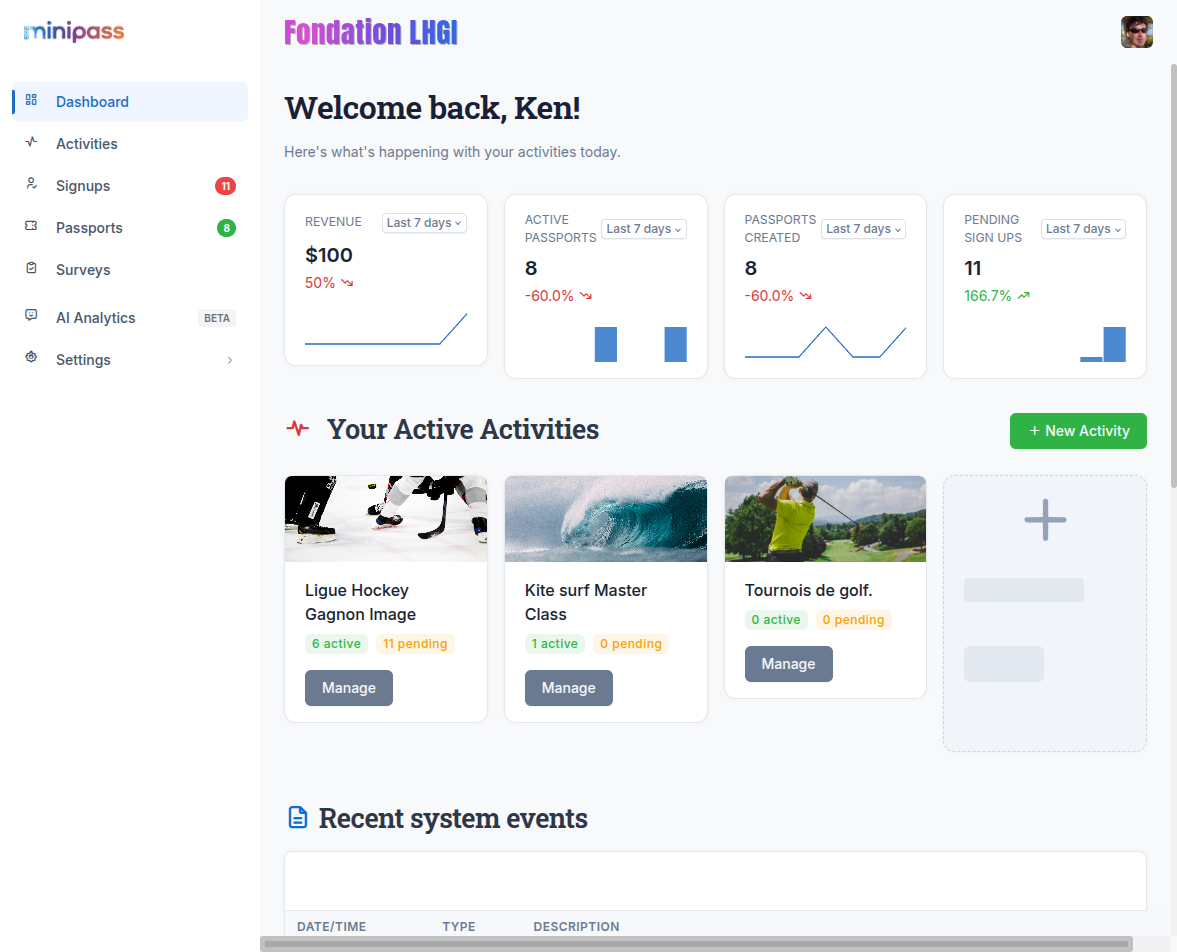 minipass
Fondation LHGI
Dashboard
Activities
Signups 11
Passports 8
Surveys
AI Analytics BETA
Settings
Welcome back, Ken!
Here's what's happening with your activities today.
REVENUE
Last 7 days
$100
50%
ACTIVE
PASSPORTS
Last 7 days
8
-60.0%
PASSPORTS
CREATED
Last 7 days
8
-60.0%
PENDING
SIGN UPS
Last 7 days
11
166.7%
Your Active Activities
+ New Activity
Ligue Hockey
Gagnon Image
6 active 11 pending
Manage
Kite surf Master
Class
1 active 0 pending
Manage
Tournois de golf.
0 active 0 pending
Manage
Recent system events
DATE/TIME TYPE DESCRIPTION